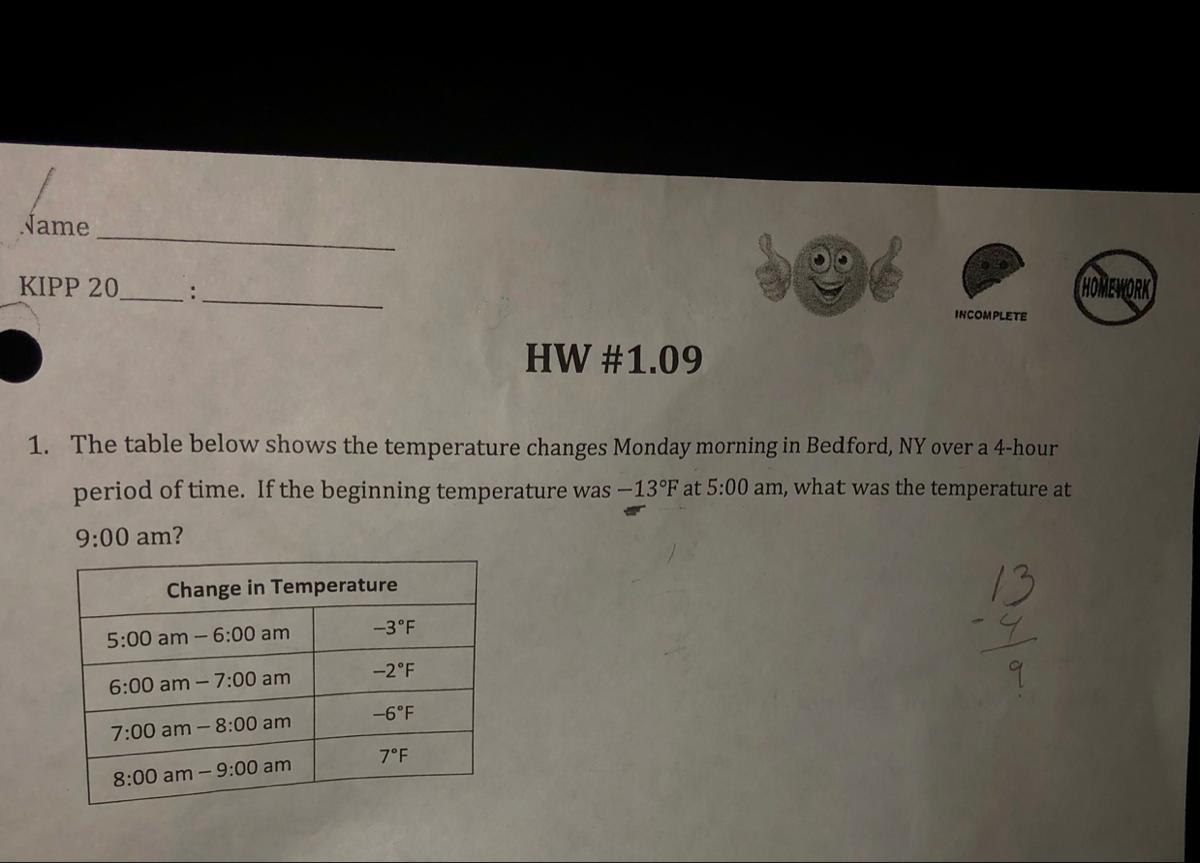 Name
KIPP 20_____:_______________
INCOMPLETE
HOMEWORK
HW #1.09
1. The table below shows the temperature changes Monday morning in Bedford, NY over a 4-hour
period of time. If the beginning temperature was −13°F at 5:00 am, what was the temperature at
9:00 am?
Change in Temperature
5:00 am – 6:00 am −3°F
6:00 am – 7:00 am −2°F
7:00 am – 8:00 am −6°F
8:00 am – 9:00 am 7°F
13
- 4
9